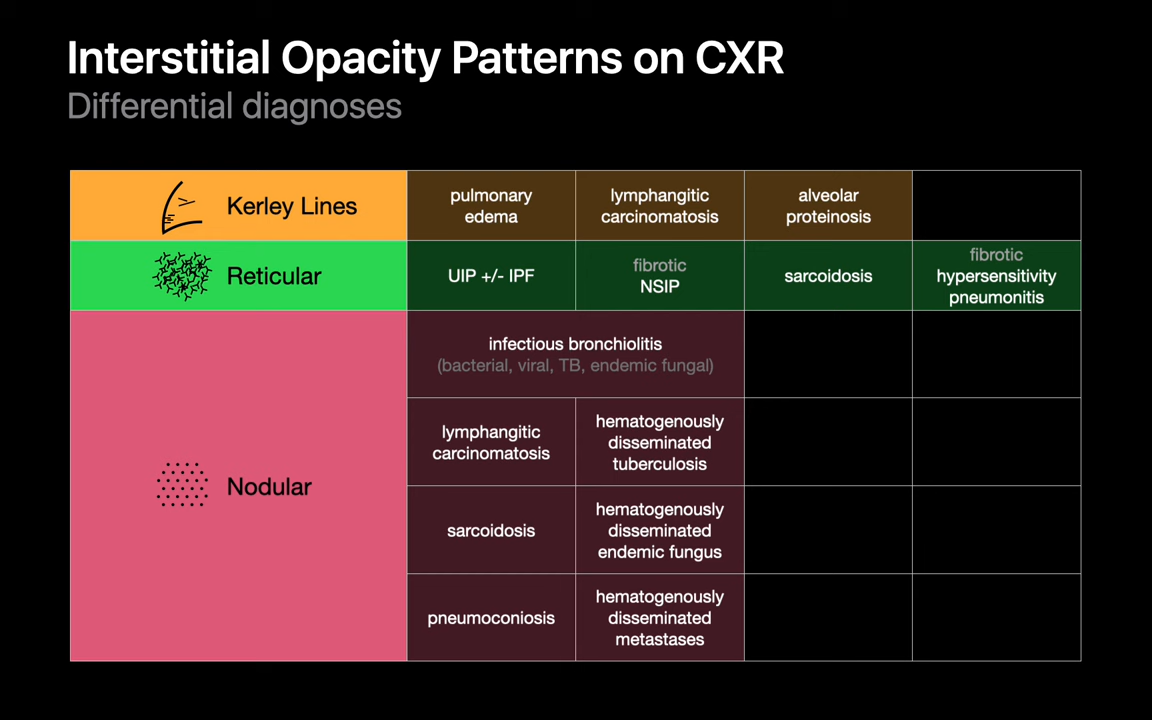 Interstitial Opacity Patterns on CXR
Differential diagnoses
Kerley Lines
pulmonary
edema
lymphangitic
carcinomatosis
alveolar
proteinosis
Reticular
UIP +/- IPF
fibrotic
NSIP
sarcoidosis
fibrotic
hypersensitivity
pneumonitis
Nodular
infectious bronchiolitis
(bacterial, viral, TB, endemic fungal)
lymphangitic
carcinomatosis
hematogenously
disseminated
tuberculosis
sarcoidosis
hematogenously
disseminated
endemic fungus
pneumoconiosis
hematogenously
disseminated
metastases